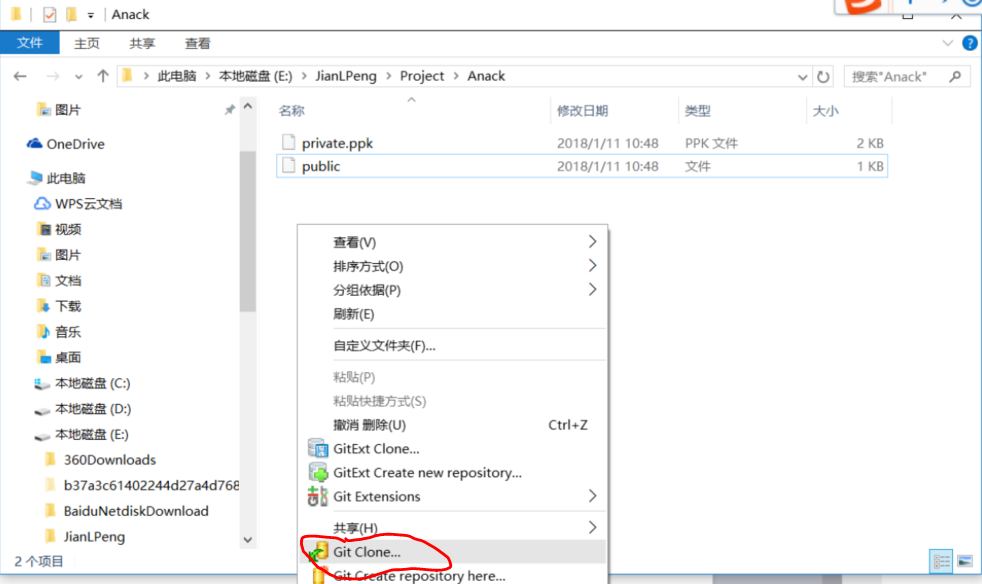 Anack
文件 主页 共享 查看
此电脑 本地磁盘 (E:) JianLPeng Project Anack 搜索"Anack"
图片
OneDrive
此电脑
WPS云文档
视频
图片
文档
下载
音乐
桌面
本地磁盘 (C:)
本地磁盘 (D:)
本地磁盘 (E:)
360Downloads
b37a3c61402244d27a4d768
BaiduNetdiskDownload
JianLPeng
名称 修改日期 类型 大小
private.ppk 2018/1/11 10:48 PPK 文件 2 KB
public 2018/1/11 10:48 文件 1 KB
查看(V)
排序方式(O)
分组依据(P)
刷新(E)
自定义文件夹(F)...
粘贴(P)
粘贴快捷方式(S)
撤消 删除(U) Ctrl+Z
GitExt Clone...
GitExt Create new repository...
Git Extensions
共享(H)
Git Clone...
Git Create repository here...
2 个项目